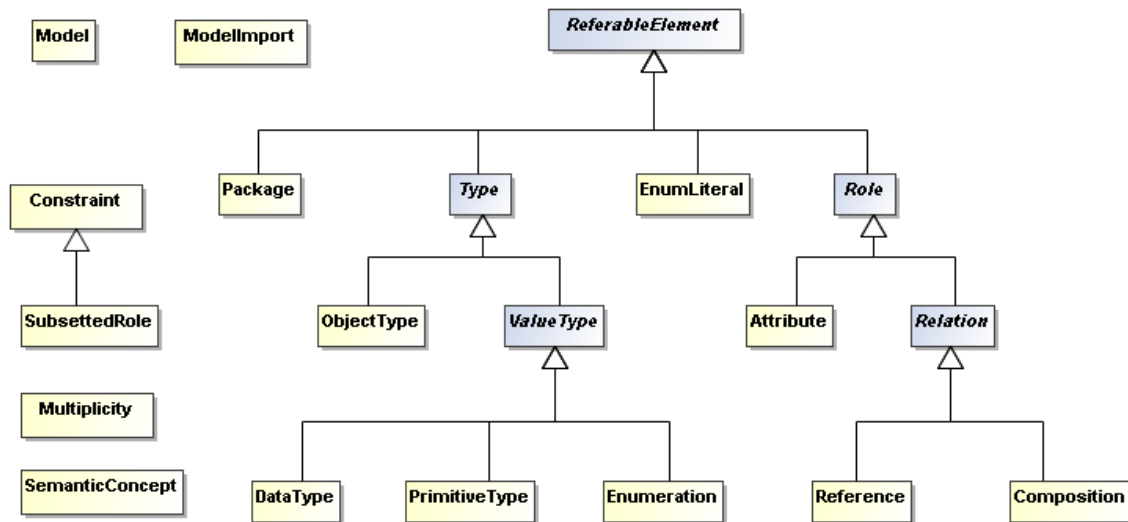 ReferableElement
Model
ModelImport
Package
Type
EnumLiteral
Role
Constraint
SubsettedRole
ObjectType
ValueType
Attribute
Relation
Multiplicity
SemanticConcept
DataType
PrimitiveType
Enumeration
Reference
Composition